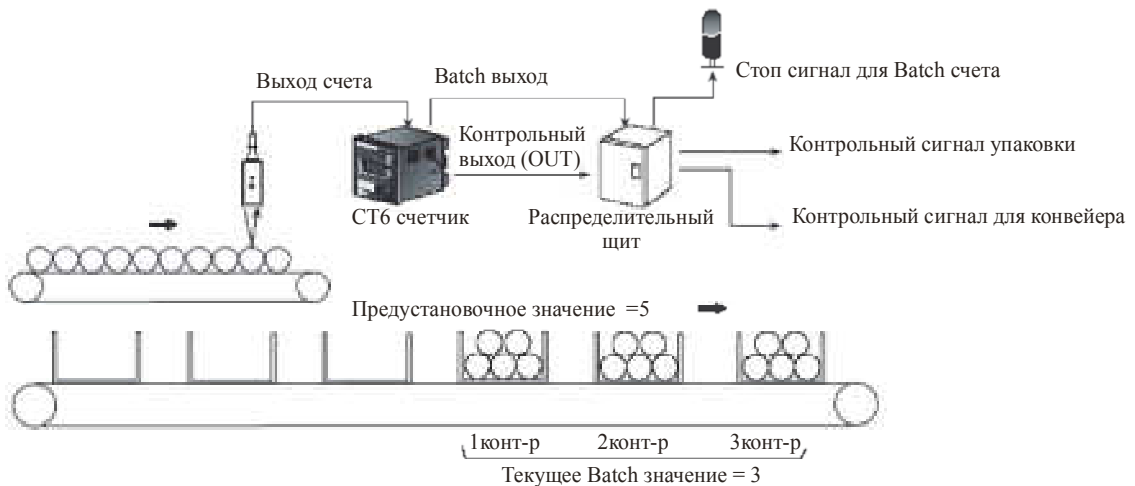 Выход счета
Batch выход
Стоп сигнал для Batch счета
Контрольный
выход (OUT)
Контрольный сигнал упаковки
CT6 счетчик
Распределительный
щит
Контрольный сигнал для конвейера
Предустановочное значение =5
1конт-р 2конт-р 3конт-р
Текущее Batch значение = 3